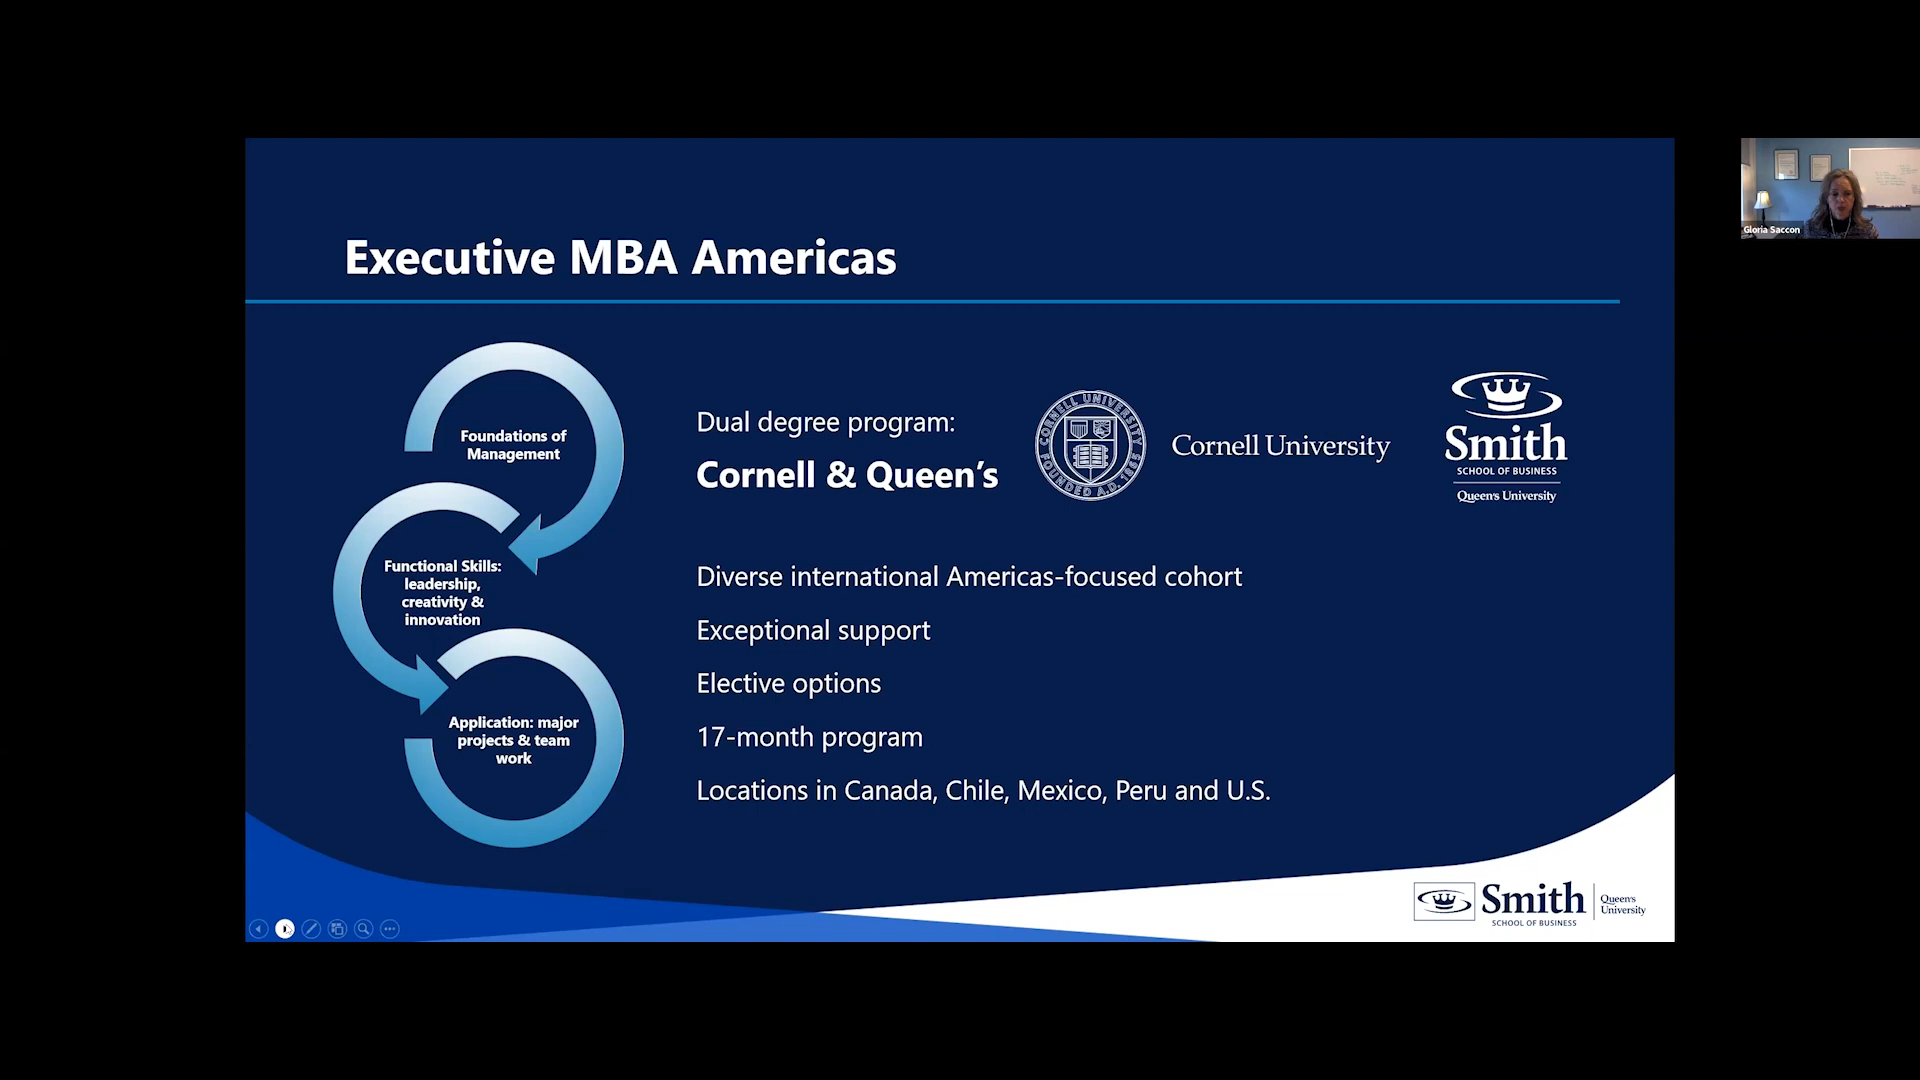 Gloria Saccon
Executive MBA Americas
Foundations of
Management
Functional Skills:
leadership,
creativity &
innovation
Application: major
projects & team
work
Dual degree program:
Cornell & Queen's
CORNELL UNIVERSITY
FOUNDED A.D. 1865
Cornell University
Smith
SCHOOL OF BUSINESS
Queen's University
Diverse international Americas-focused cohort
Exceptional support
Elective options
17-month program
Locations in Canada, Chile, Mexico, Peru and U.S.
Smith
SCHOOL OF BUSINESS
Queen's
University